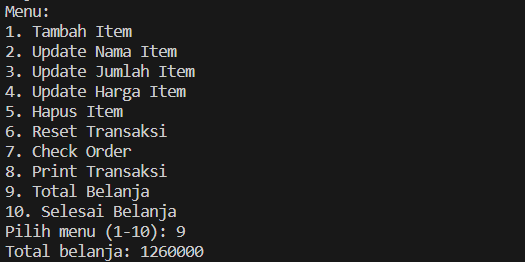 Menu:
1. Tambah Item
2. Update Nama Item
3. Update Jumlah Item
4. Update Harga Item
5. Hapus Item
6. Reset Transaksi
7. Check Order
8. Print Transaksi
9. Total Belanja
10. Selesai Belanja
Pilih menu (1-10): 9
Total belanja: 1260000